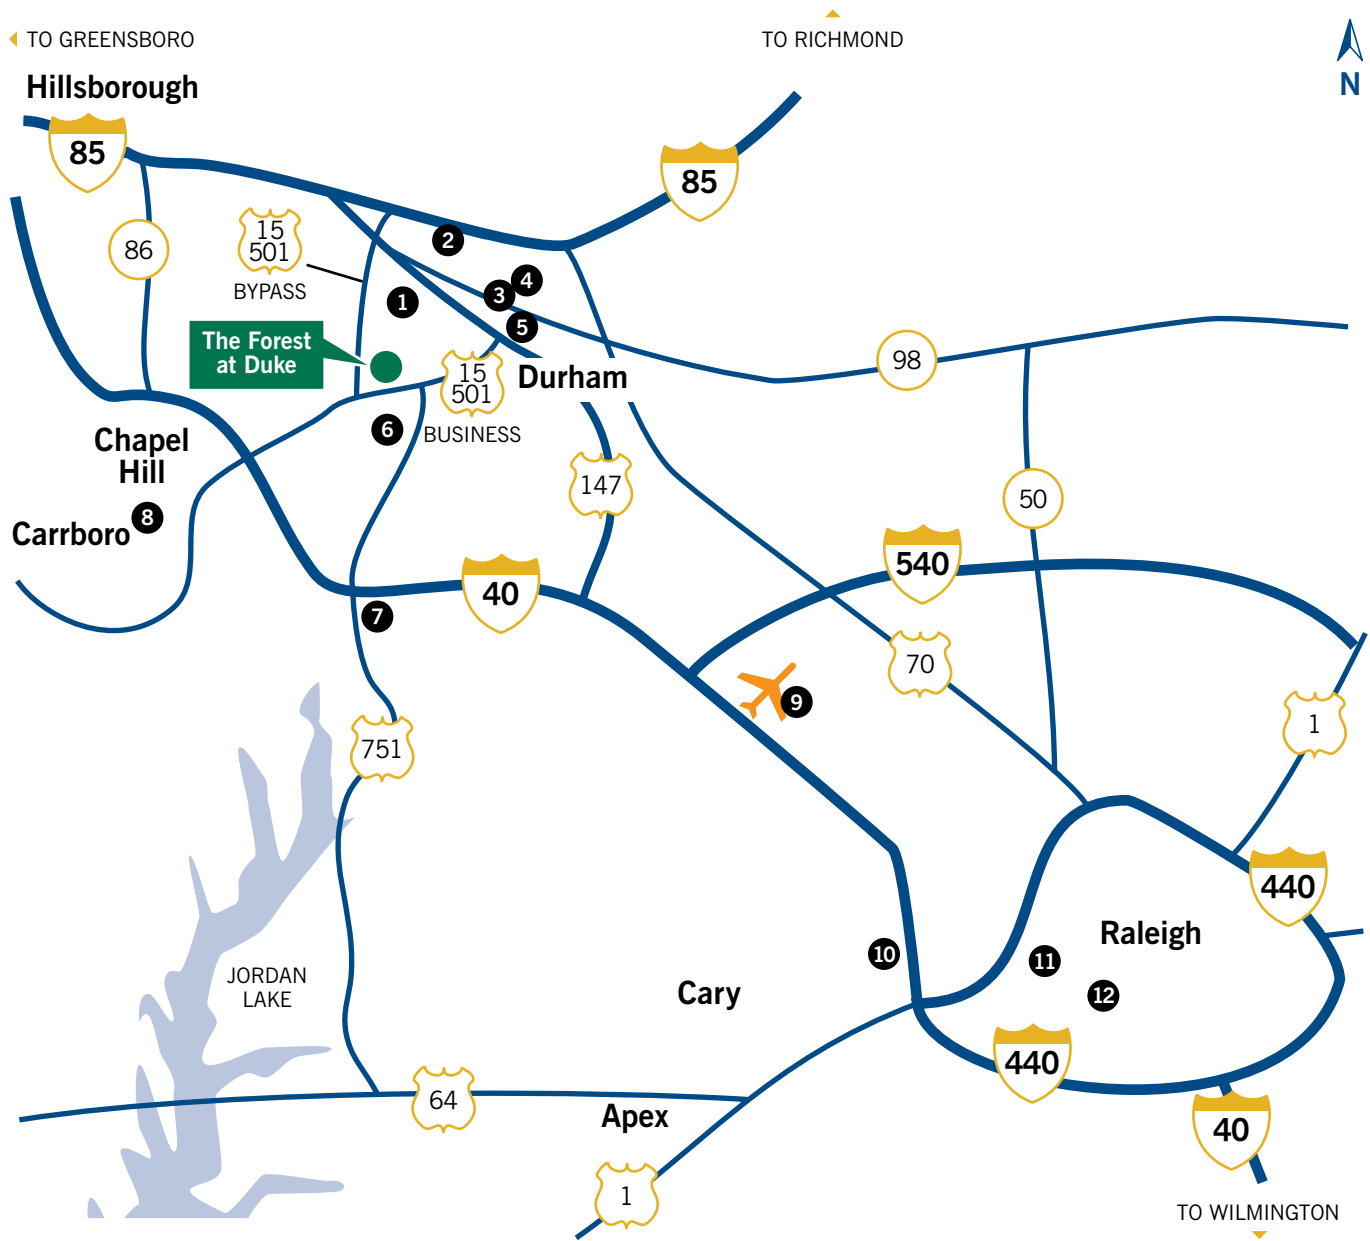 TO GREENSBORO
TO RICHMOND
N
Hillsborough
85
85
86
15
501
BYPASS
2
1
4
3
5
The Forest
at Duke
98
15
501
BUSINESS
Durham
6
Chapel
Hill
147
50
8
Carrboro
540
40
7
70
9
751
1
440
Raleigh
10
11
12
JORDAN
LAKE
Cary
440
64
Apex
40
1
TO WILMINGTON